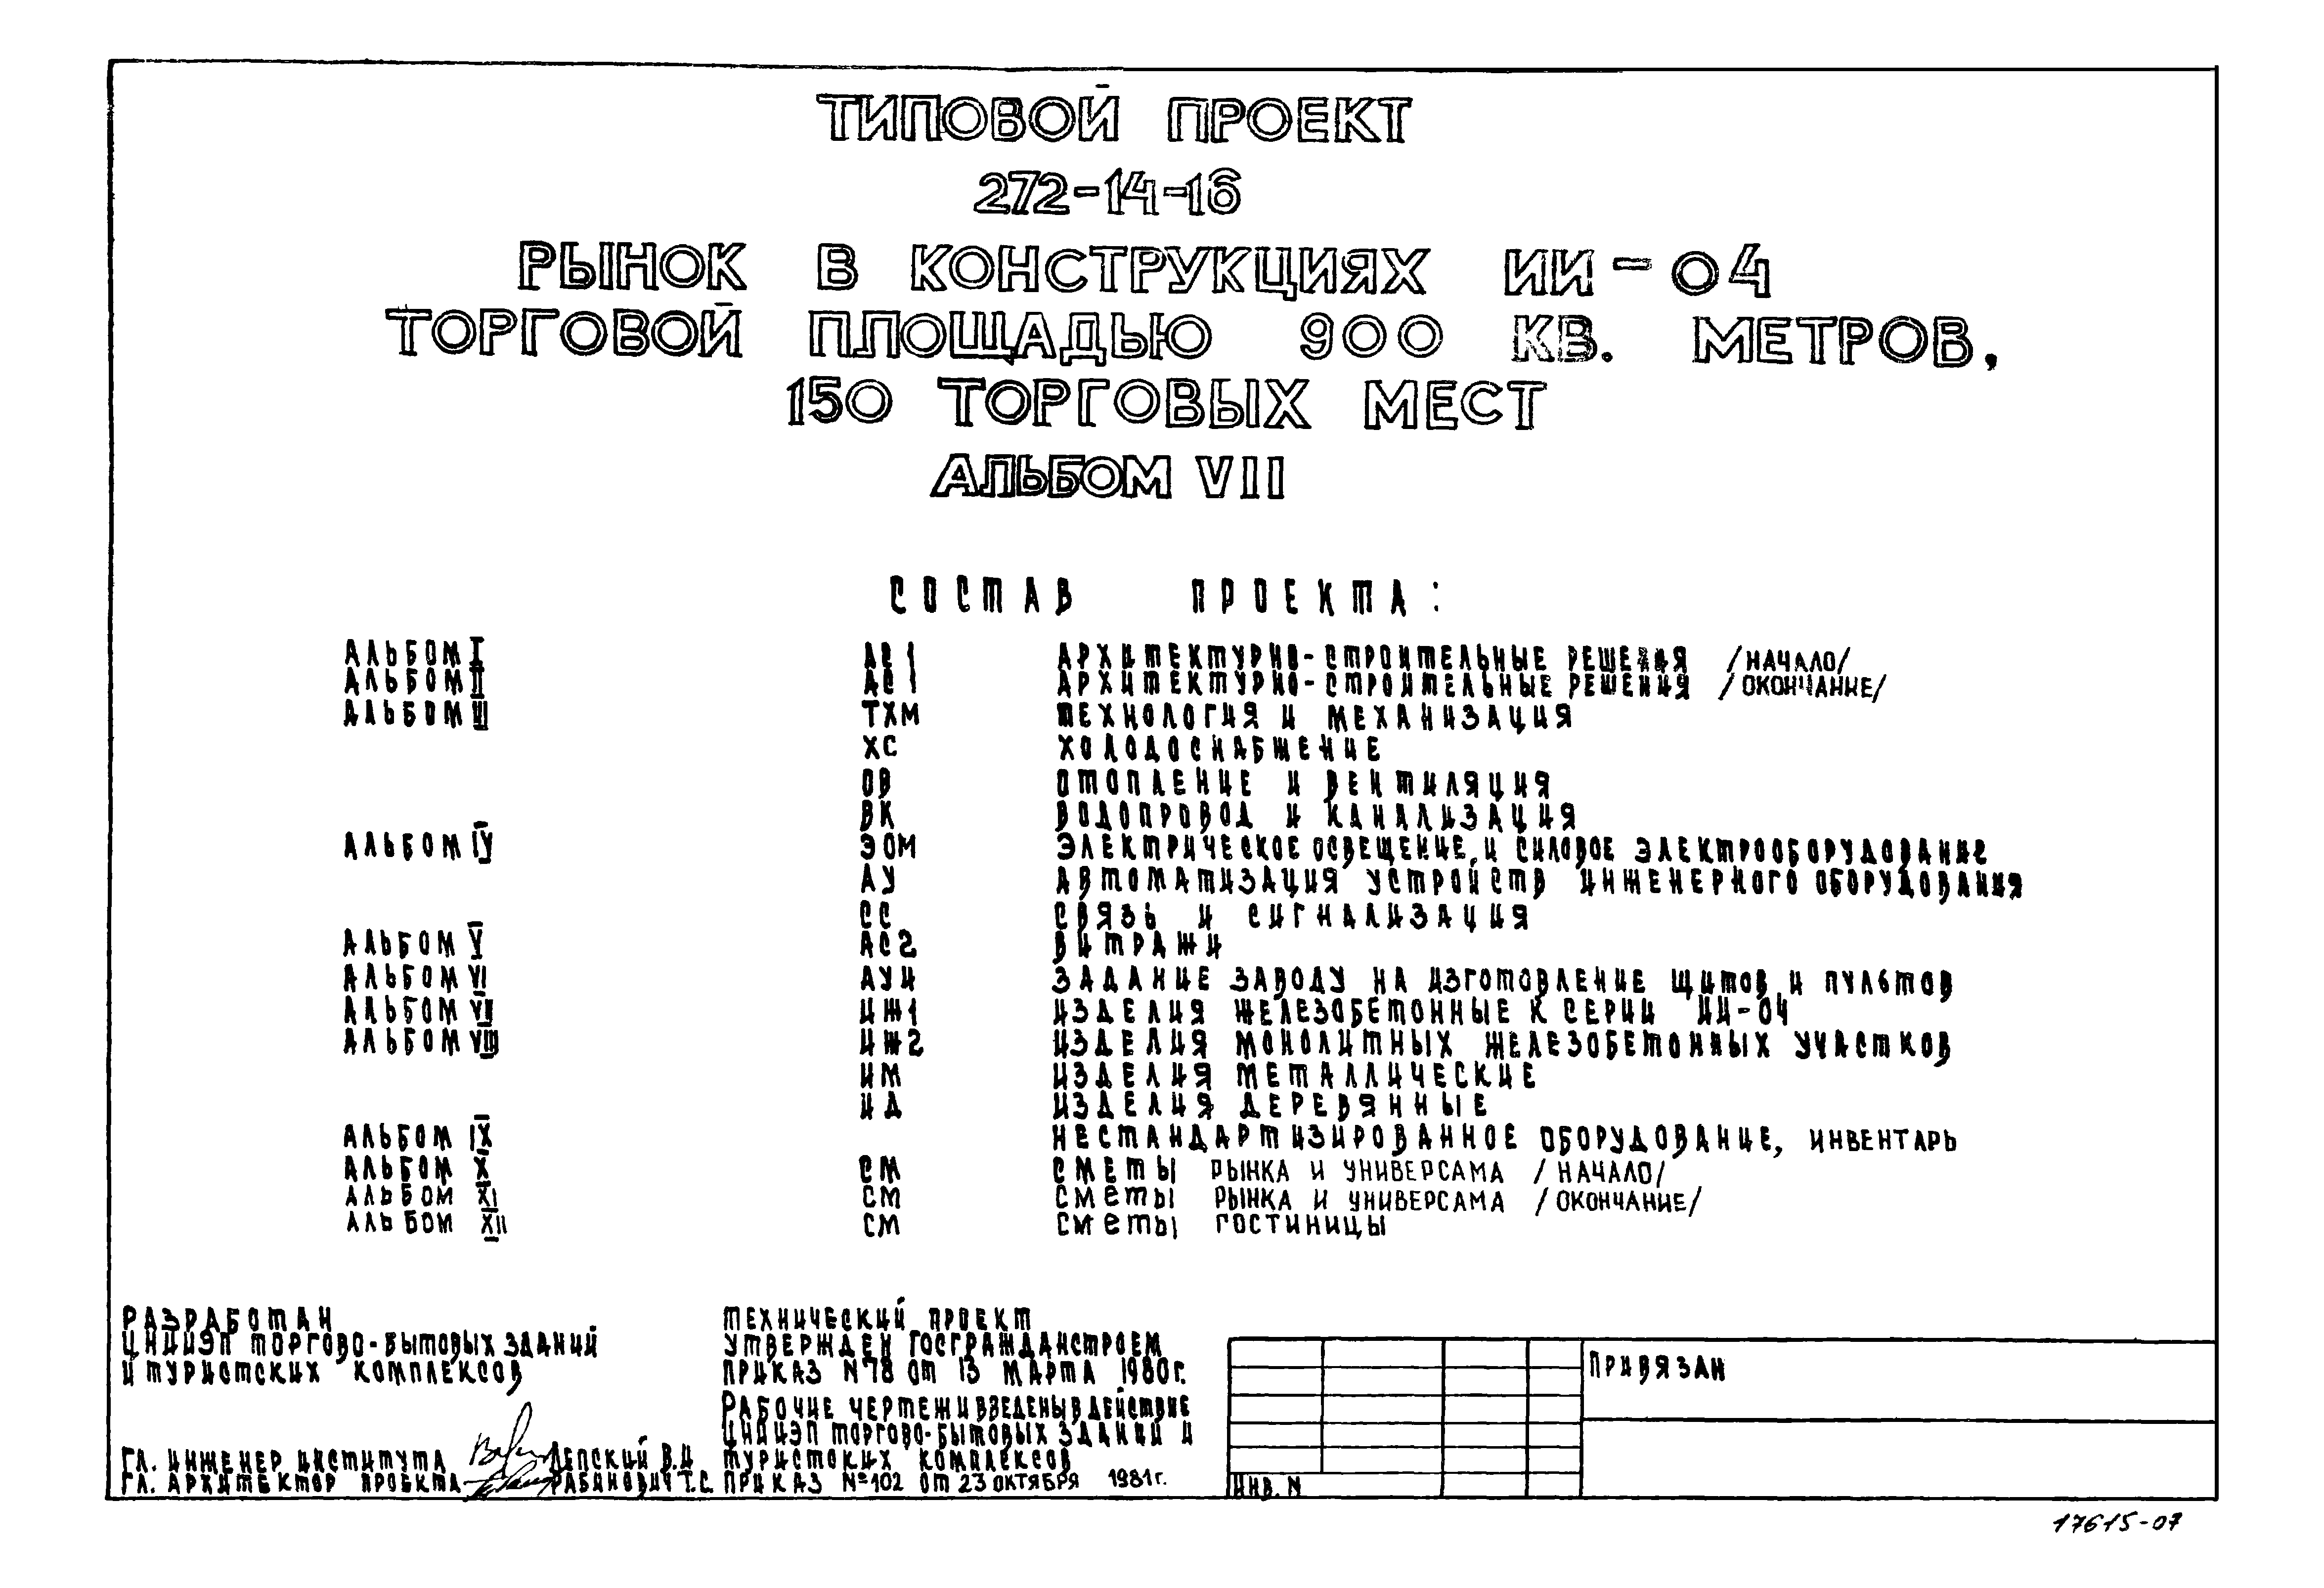 ТИПОВОЙ ПРОЕКТ
272-14-16
РЫНОК В КОНСТРУКЦИЯХ ИИ-04
ТОРГОВОЙ ПЛОЩАДЬЮ 900 КВ. МЕТРОВ,
150 ТОРГОВЫХ МЕСТ
АЛЬБОМ VII
СОСТАВ ПРОЕКТА:
АЛЬБОМ I АС1 АРХИТЕКТУРНО-СТРОИТЕЛЬНЫЕ РЕШЕНИЯ /НАЧАЛО/
АЛЬБОМ II АС1 АРХИТЕКТУРНО-СТРОИТЕЛЬНЫЕ РЕШЕНИЯ /ОКОНЧАНИЕ/
АЛЬБОМ III ТХМ ТЕХНОЛОГИЯ И МЕХАНИЗАЦИЯ
ХС ХОЛОДОСНАБЖЕНИЕ
ОВ ОТОПЛЕНИЕ И ВЕНТИЛЯЦИЯ
ВК ВОДОПРОВОД И КАНАЛИЗАЦИЯ
АЛЬБОМ IV ЭОМ ЭЛЕКТРИЧЕСКОЕ ОСВЕЩЕНИЕ И СИЛОВОЕ ЭЛЕКТРООБОРУДОВАНИЕ
АУ АВТОМАТИЗАЦИЯ УСТРОЙСТВ ИНЖЕНЕРНОГО ОБОРУДОВАНИЯ
СС СВЯЗЬ И СИГНАЛИЗАЦИЯ
АЛЬБОМ V АС2 ВИТРАЖИ
АЛЬБОМ VI АУИ ЗАДАНИЕ ЗАВОДУ НА ИЗГОТОВЛЕНИЕ ЩИТОВ И ПУЛЬТОВ
АЛЬБОМ VII ИЖ1 ИЗДЕЛИЯ ЖЕЛЕЗОБЕТОННЫЕ К СЕРИИ ИИ-04
АЛЬБОМ VIII ИЖ2 ИЗДЕЛИЯ МОНОЛИТНЫХ ЖЕЛЕЗОБЕТОННЫХ УЧАСТКОВ
ИМ ИЗДЕЛИЯ МЕТАЛЛИЧЕСКИЕ
ИД ИЗДЕЛИЯ ДЕРЕВЯННЫЕ
АЛЬБОМ IX НЕСТАНДАРТИЗИРОВАННОЕ ОБОРУДОВАНИЕ, ИНВЕНТАРЬ
АЛЬБОМ X СМ СМЕТЫ РЫНКА И УНИВЕРСАМА /НАЧАЛО/
АЛЬБОМ XI СМ СМЕТЫ РЫНКА И УНИВЕРСАМА /ОКОНЧАНИЕ/
АЛЬБОМ XII СМ СМЕТЫ ГОСТИНИЦЫ
РАЗРАБОТАН
ЦНИИЭП ТОРГОВО-БЫТОВЫХ ЗДАНИЙ
И ТУРИСТСКИХ КОМПЛЕКСОВ
ГЛ. ИНЖЕНЕР ИНСТИТУТА ЛЕПСКИЙ В.И.
ГЛ. АРХИТЕКТОР ПРОЕКТА РАБИНОВИЧ Т.С.
ТЕХНИЧЕСКИЙ ПРОЕКТ
УТВЕРЖДЕН ГОСГРАЖДАНСТРОЕМ
ПРИКАЗ N78 ОТ 13 МАРТА 1980г.
РАБОЧИЕ ЧЕРТЕЖИ ВВЕДЕНЫ В ДЕЙСТВИЕ
ЦНИИЭП ТОРГОВО-БЫТОВЫХ ЗДАНИЙ И
ТУРИСТСКИХ КОМПЛЕКСОВ
ПРИКАЗ №102 ОТ 23 ОКТЯБРЯ 1981г.
ПРИВЯЗАН
ИНВ. N
17615-07